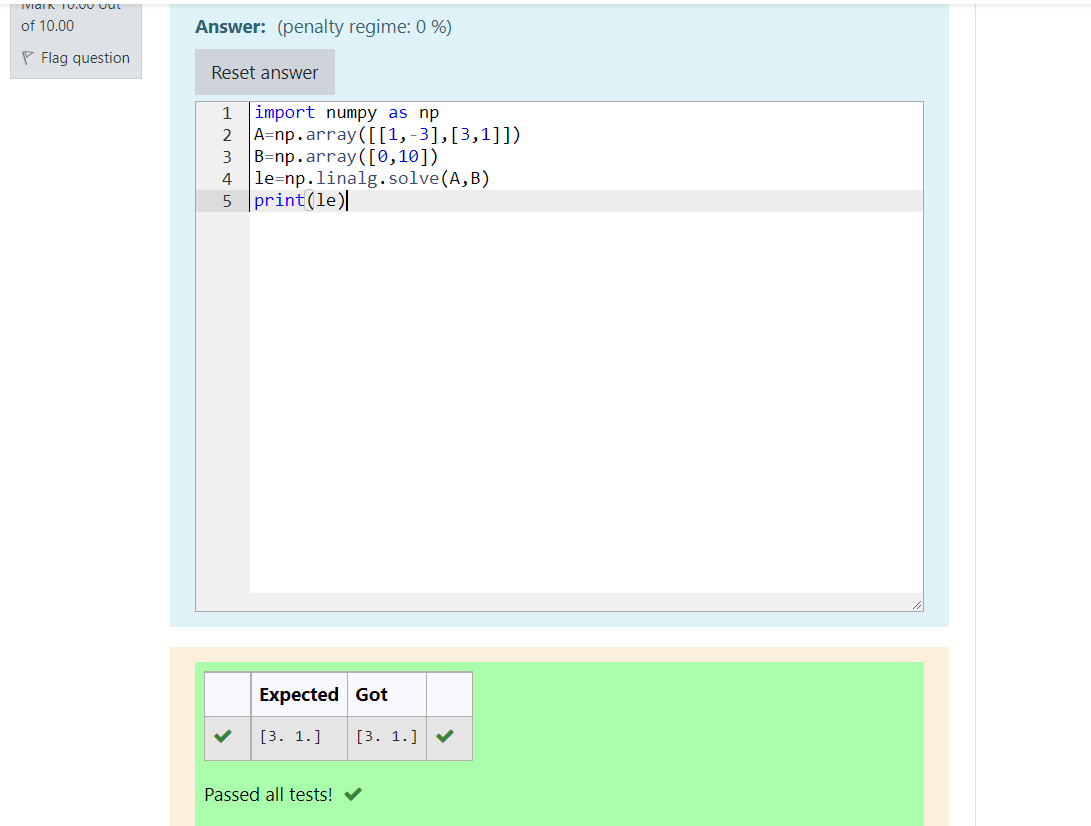 Mark 10.00 out
of 10.00
Flag question
Answer: (penalty regime: 0 %)
Reset answer
1 import numpy as np
2 A=np.array([[1,-3],[3,1]])
3 B=np.array([0,10])
4 le=np.linalg.solve(A,B)
5 print(le)
Expected Got
[3. 1.] [3. 1.]
Passed all tests!